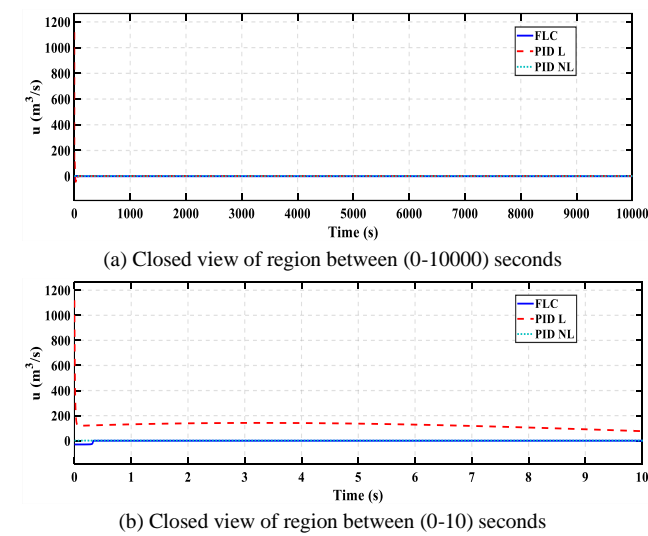 1200
1000
800
600
400
200
0
u (m³/s)
FLC
PID L
PID NL
0 1000 2000 3000 4000 5000 6000 7000 8000 9000 10000
Time (s)
(a) Closed view of region between (0-10000) seconds
1200
1000
800
600
400
200
0
u (m³/s)
FLC
PID L
PID NL
0 1 2 3 4 5 6 7 8 9 10
Time (s)
(b) Closed view of region between (0-10) seconds